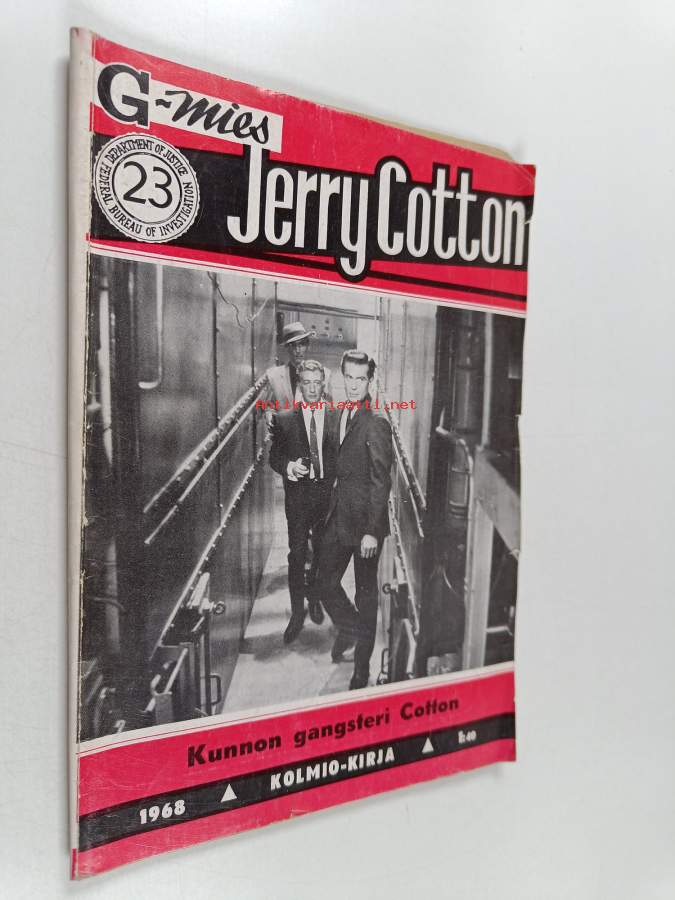 G-mies
Jerry Cotton
DEPARTMENT OF JUSTICE
23
FEDERAL BUREAU OF INVESTIGATION
Antikvariaatti.net
Kunnon gangsteri Cotton
1968 ▲ KOLMIO-KIRJA ▲ 1:40